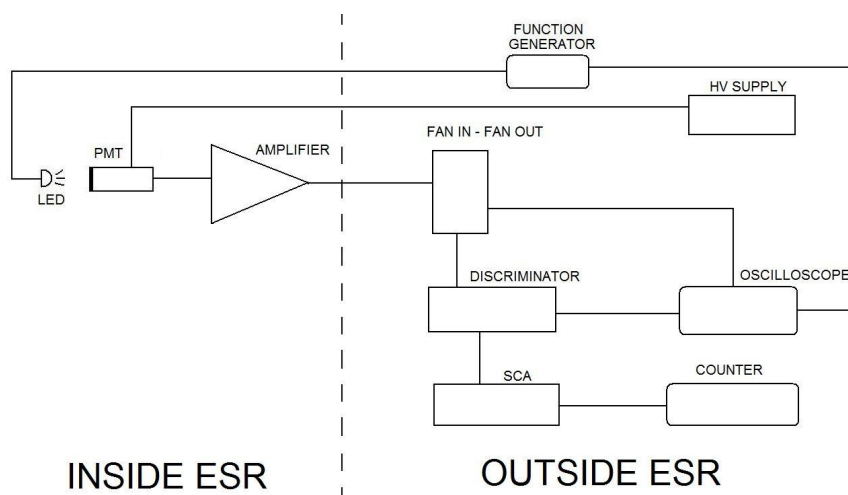 FUNCTION
GENERATOR
HV SUPPLY
FAN IN - FAN OUT
PMT
AMPLIFIER
LED
DISCRIMINATOR
OSCILLOSCOPE
SCA
COUNTER
INSIDE ESR
OUTSIDE ESR